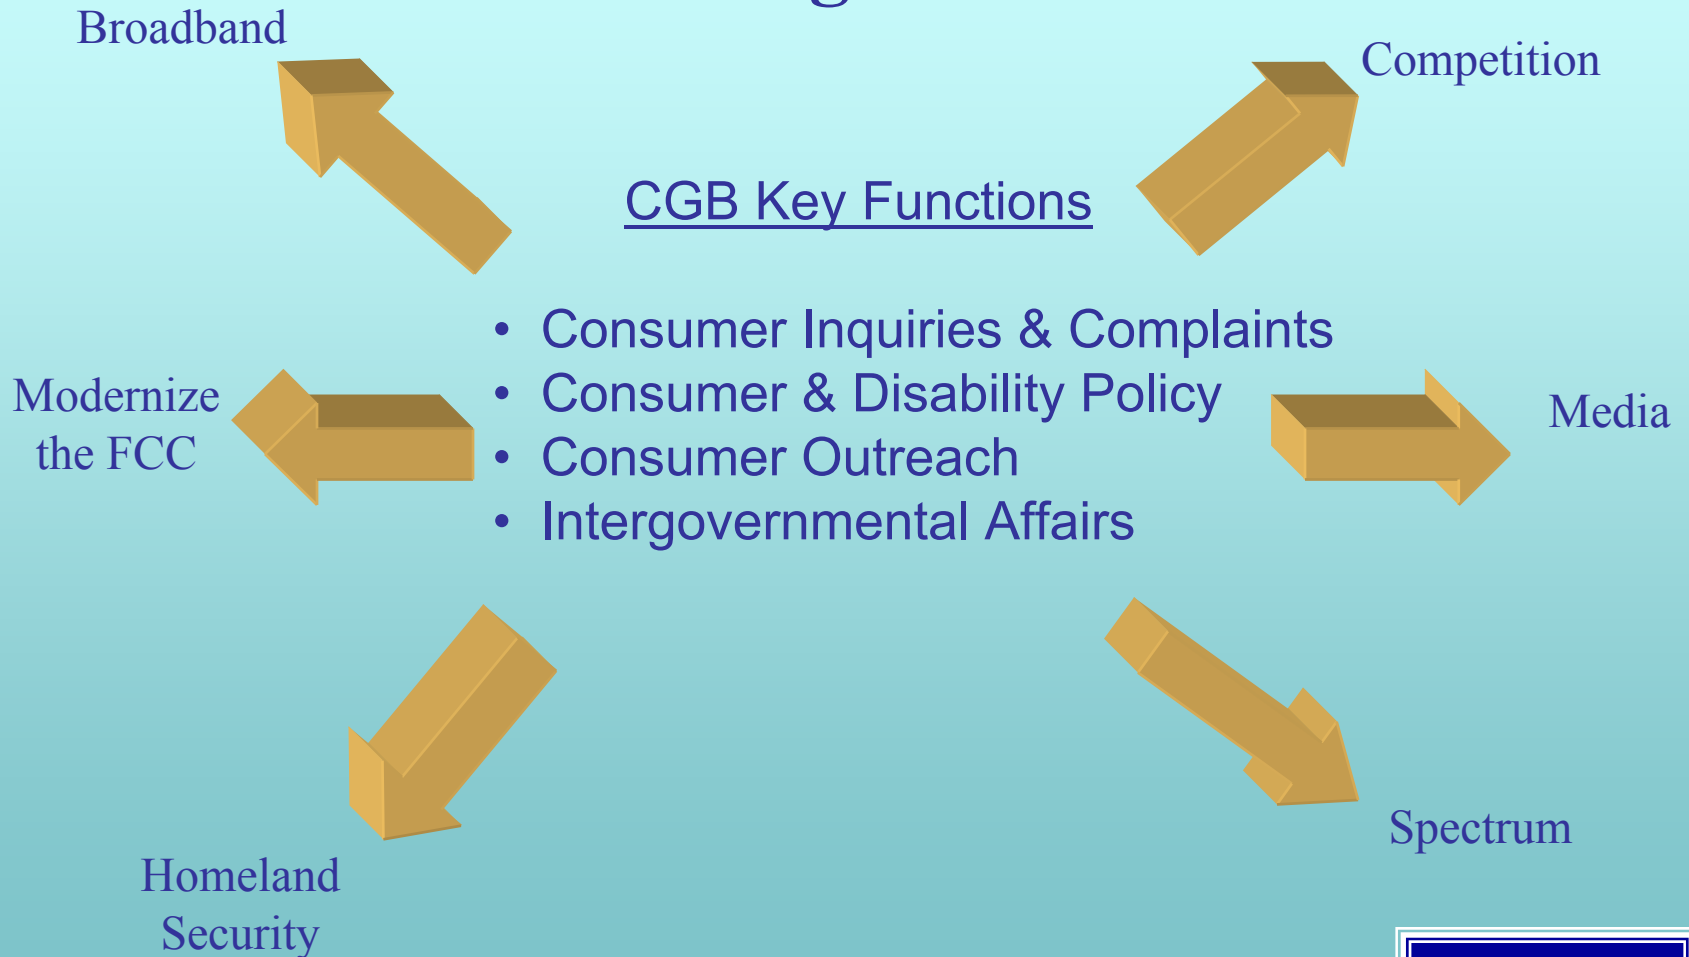 Broadband
Competition
CGB Key Functions
• Consumer Inquiries & Complaints
• Consumer & Disability Policy
• Consumer Outreach
• Intergovernmental Affairs
Modernize
the FCC
Media
Homeland
Security
Spectrum